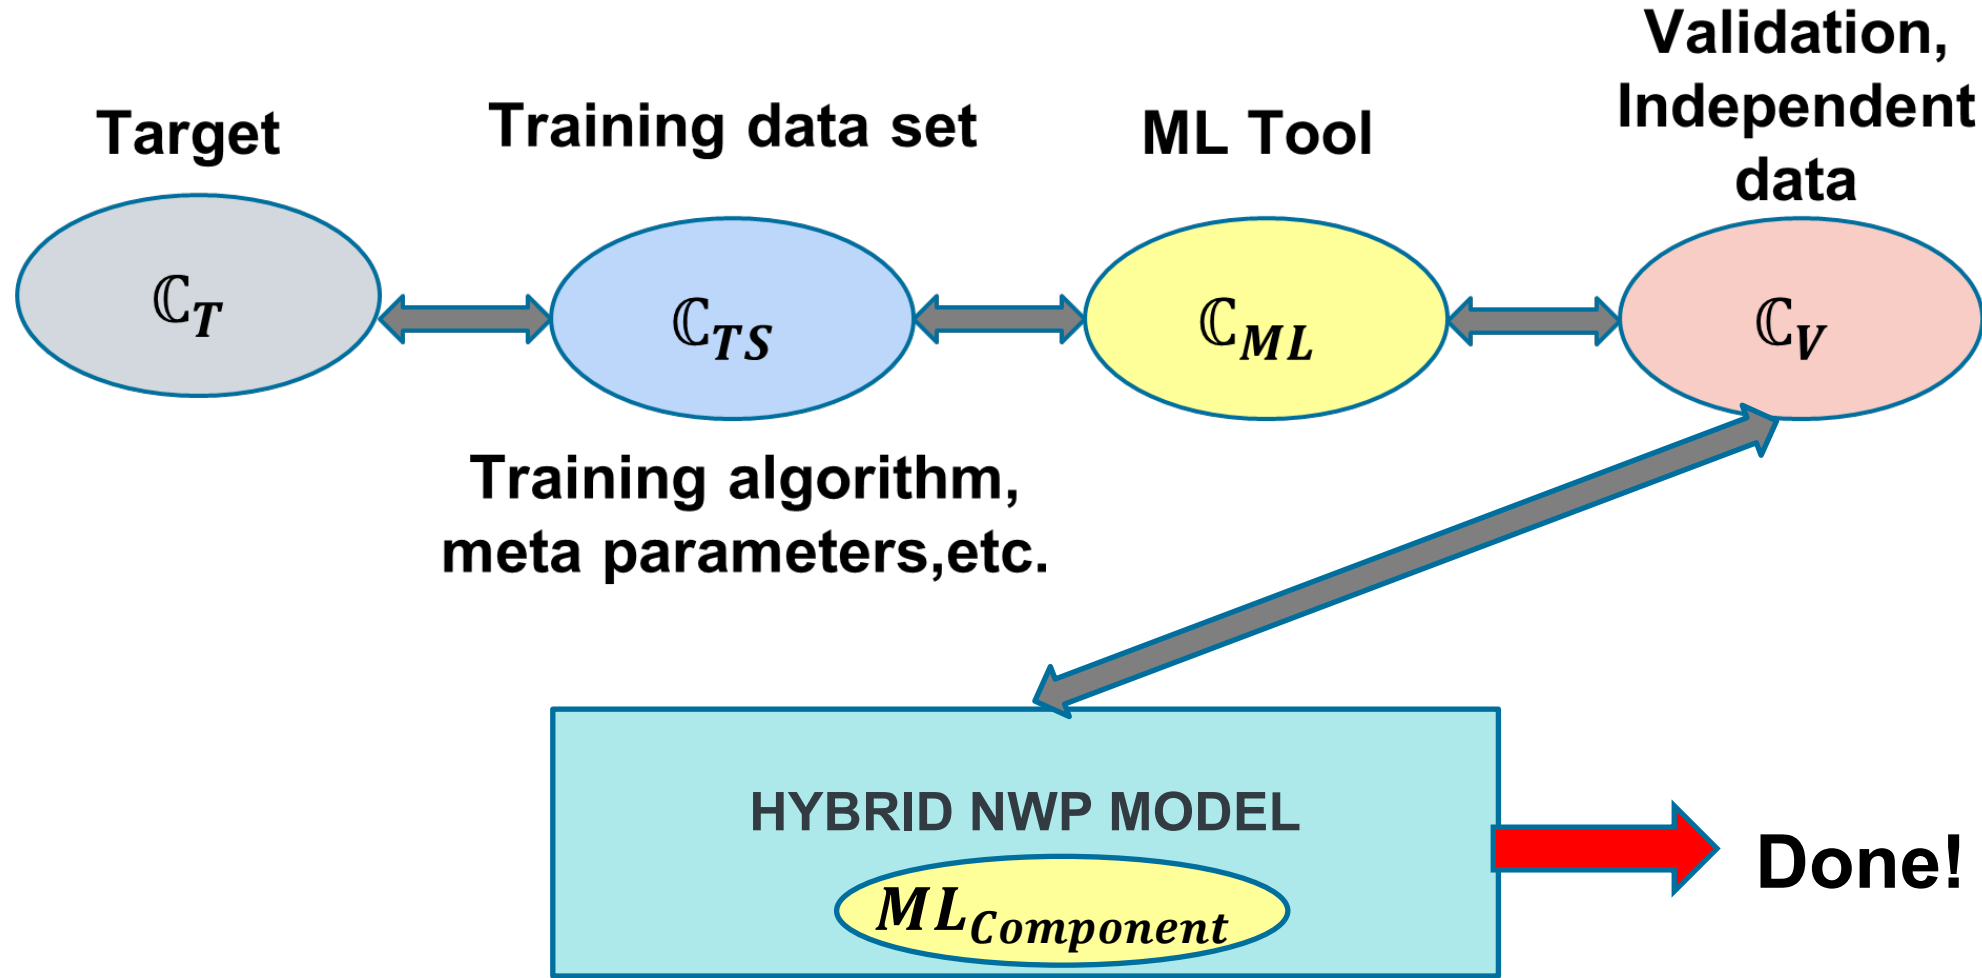 Target
Training data set
ML Tool
Validation,
Independent
data
ℂ_T
ℂ_TS
ℂ_ML
ℂ_V
Training algorithm,
meta parameters,etc.
HYBRID NWP MODEL
ML_Component
Done!